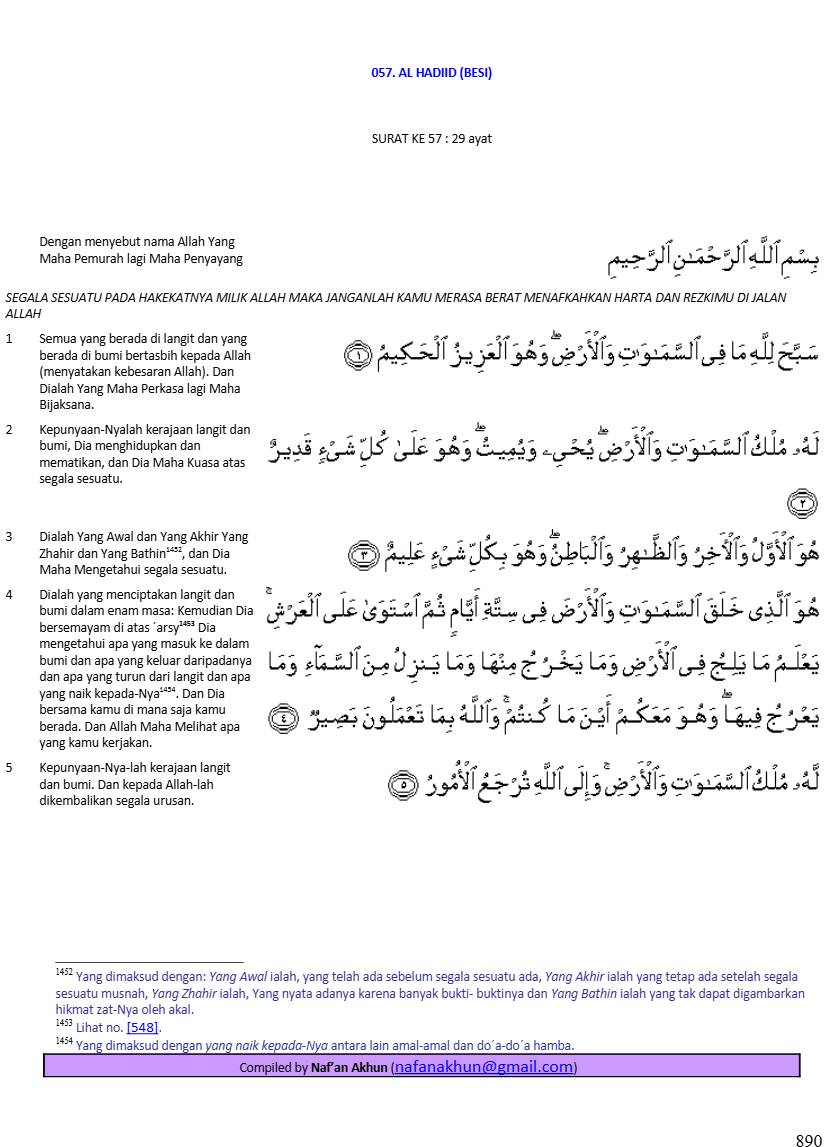 057. AL HADIID (BESI)
SURAT KE 57 : 29 ayat
Dengan menyebut nama Allah Yang
Maha Pemurah lagi Maha Penyayang
بِسْمِ ٱللَّهِ ٱلرَّحْمَـٰنِ ٱلرَّحِيمِ
SEGALA SESUATU PADA HAKEKATNYA MILIK ALLAH MAKA JANGANLAH KAMU MERASA BERAT MENAFKAHKAN HARTA DAN REZKIMU DI JALAN
ALLAH
1 Semua yang berada di langit dan yang
berada di bumi bertasbih kepada Allah
(menyatakan kebesaran Allah). Dan
Dialah Yang Maha Perkasa lagi Maha
Bijaksana.
سَبَّحَ لِلَّهِ مَا فِى ٱلسَّمَـٰوَٰتِ وَٱلْأَرْضِ ۖ وَهُوَ ٱلْعَزِيزُ ٱلْحَكِيمُ ١
2 Kepunyaan-Nyalah kerajaan langit dan
bumi, Dia menghidupkan dan
mematikan, dan Dia Maha Kuasa atas
segala sesuatu.
لَهُۥ مُلْكُ ٱلسَّمَـٰوَٰتِ وَٱلْأَرْضِ ۖ يُحْىِۦ وَيُمِيتُ ۖ وَهُوَ عَلَىٰ كُلِّ شَىْءٍ قَدِيرٌ
٢
3 Dialah Yang Awal dan Yang Akhir Yang
Zhahir dan Yang Bathin1452, dan Dia
Maha Mengetahui segala sesuatu.
هُوَ ٱلْأَوَّلُ وَٱلْـَٔاخِرُ وَٱلظَّـٰهِرُ وَٱلْبَاطِنُ ۖ وَهُوَ بِكُلِّ شَىْءٍ عَلِيمٌ ٣
4 Dialah yang menciptakan langit dan
bumi dalam enam masa: Kemudian Dia
bersemayam di atas ´arsy1453 Dia
mengetahui apa yang masuk ke dalam
bumi dan apa yang keluar daripadanya
dan apa yang turun dari langit dan apa
yang naik kepada-Nya1454. Dan Dia
bersama kamu di mana saja kamu
berada. Dan Allah Maha Melihat apa
yang kamu kerjakan.
هُوَ ٱلَّذِى خَلَقَ ٱلسَّمَـٰوَٰتِ وَٱلْأَرْضَ فِى سِتَّةِ أَيَّامٍ ثُمَّ ٱسْتَوَىٰ عَلَى ٱلْعَرْشِ ۚ
يَعْلَمُ مَا يَلِجُ فِى ٱلْأَرْضِ وَمَا يَخْرُجُ مِنْهَا وَمَا يَنزِلُ مِنَ ٱلسَّمَآءِ وَمَا
يَعْرُجُ فِيهَا ۖ وَهُوَ مَعَكُمْ أَيْنَ مَا كُنتُمْ ۚ وَٱللَّهُ بِمَا تَعْمَلُونَ بَصِيرٌ ٤
5 Kepunyaan-Nya-lah kerajaan langit
dan bumi. Dan kepada Allah-lah
dikembalikan segala urusan.
لَّهُۥ مُلْكُ ٱلسَّمَـٰوَٰتِ وَٱلْأَرْضِ ۚ وَإِلَى ٱللَّهِ تُرْجَعُ ٱلْأُمُورُ ٥
1452 Yang dimaksud dengan: Yang Awal ialah, yang telah ada sebelum segala sesuatu ada, Yang Akhir ialah yang tetap ada setelah segala
sesuatu musnah, Yang Zhahir ialah, Yang nyata adanya karena banyak bukti- buktinya dan Yang Bathin ialah yang tak dapat digambarkan
hikmat zat-Nya oleh akal.
1453 Lihat no. [548].
1454 Yang dimaksud dengan yang naik kepada-Nya antara lain amal-amal dan do´a-do´a hamba.
Compiled by Naf’an Akhun (nafanakhun@gmail.com)
890